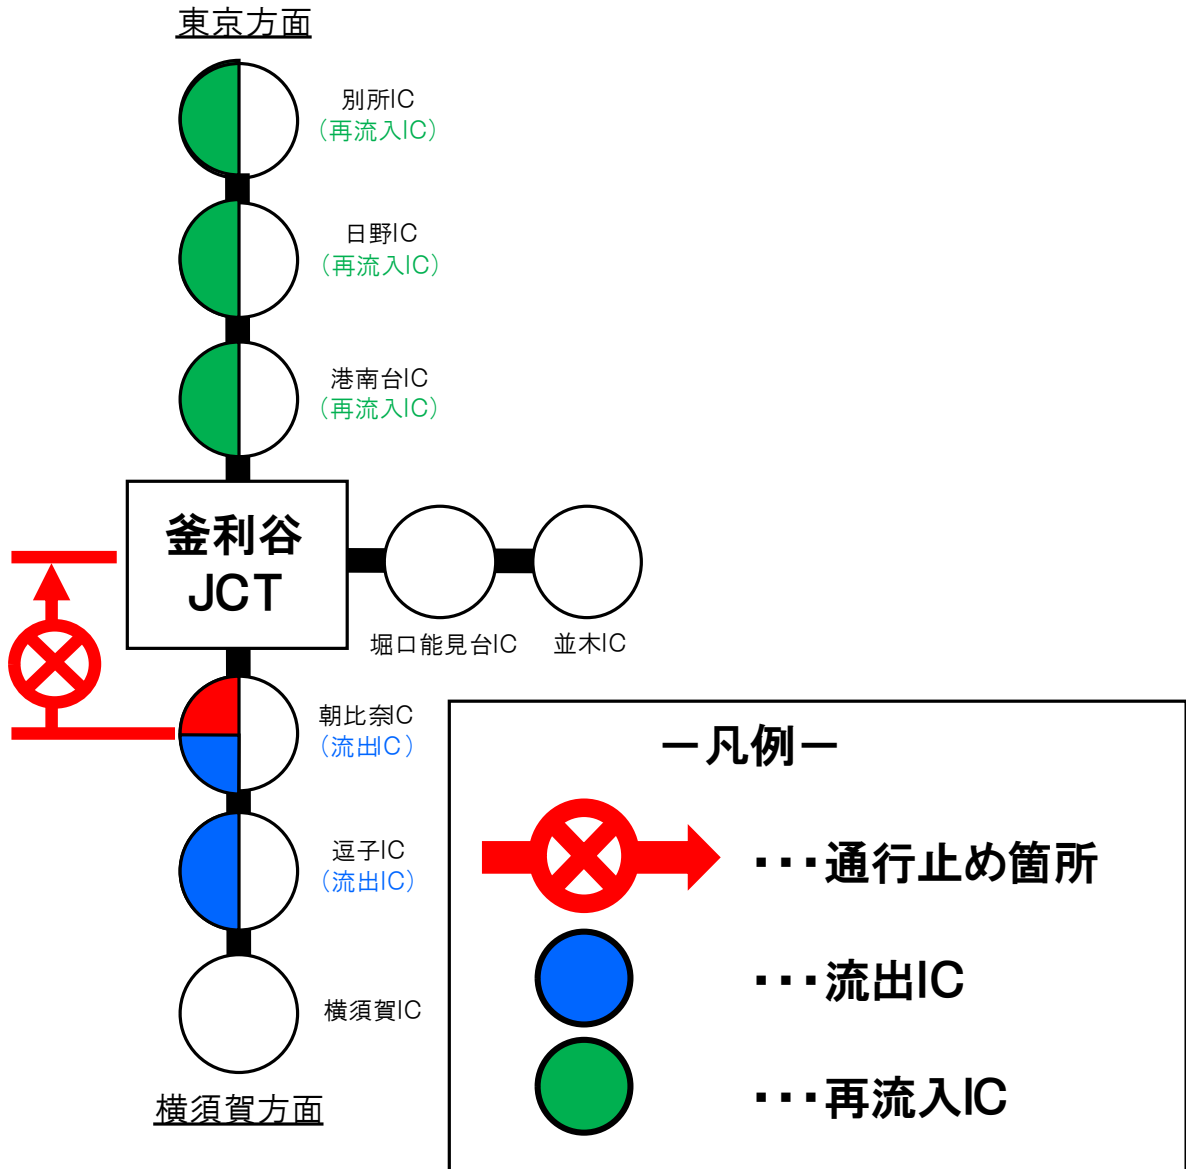 東京方面
別所IC
（再流入IC）
日野IC
（再流入IC）
港南台IC
（再流入IC）
釜利谷
JCT
堀口能見台IC
並木IC
朝比奈IC
（流出IC）
逗子IC
（流出IC）
横須賀IC
横須賀方面
－凡例－
･･･通行止め箇所
･･･流出IC
･･･再流入IC